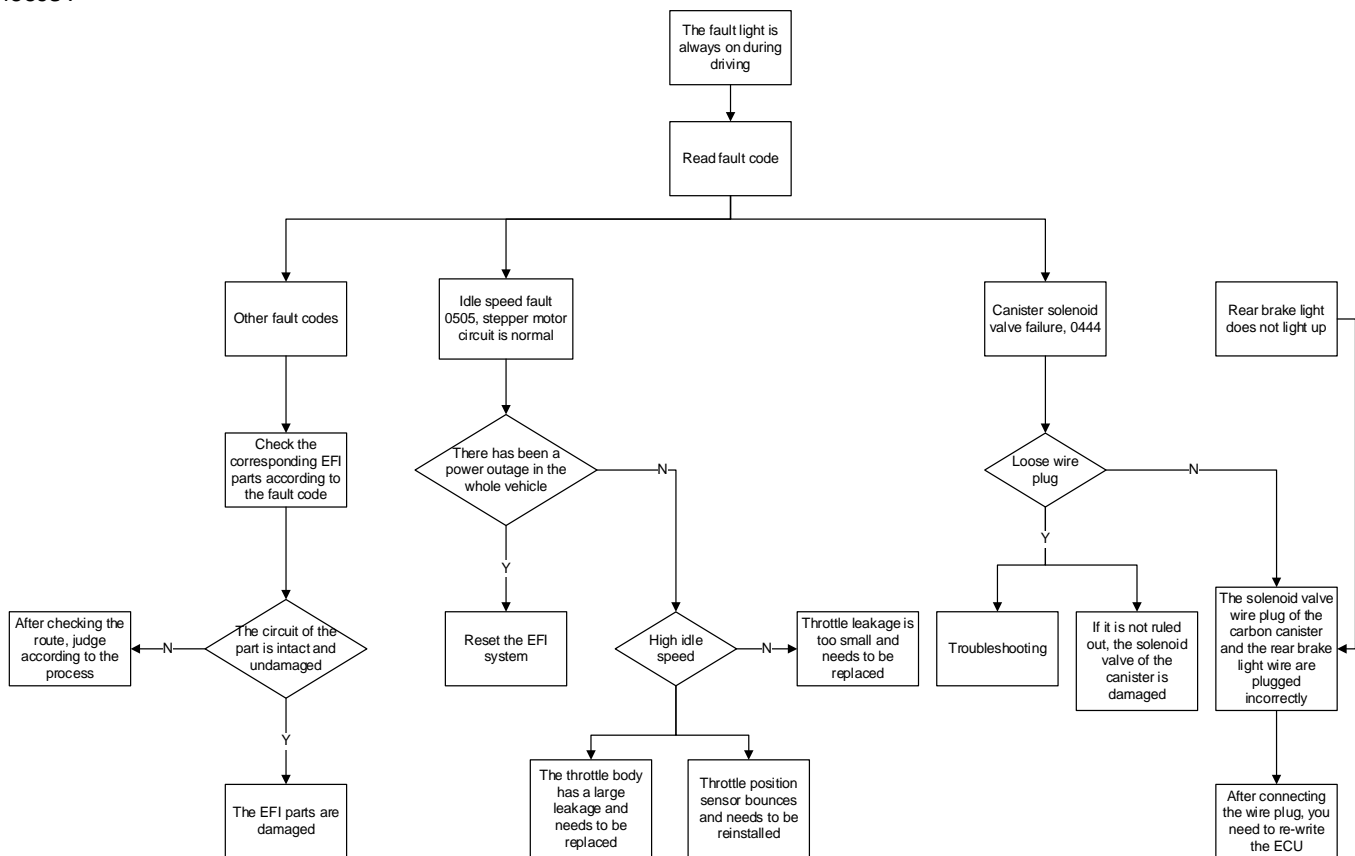 The fault light is
always on during
driving
Read fault code
Other fault codes
Idle speed fault
0505, stepper motor
circuit is normal
Canister solenoid
valve failure, 0444
Rear brake light
does not light up
Check the
corresponding EFI
parts according to
the fault code
There has been a
power outage in the
whole vehicle
N
Loose wire
plug
N
Y
Y
After checking the
route, judge
according to the
process
N
The circuit of the
part is intact and
undamaged
Reset the EFI
system
High idle
speed
N
Throttle leakage is
too small and
needs to be
replaced
Troubleshooting
If it is not ruled
out, the solenoid
valve of the
canister is
damaged
The solenoid valve
wire plug of the
carbon canister
and the rear brake
light wire are
plugged
incorrectly
Y
The EFI parts are
damaged
The throttle body
has a large
leakage and
needs to be
replaced
Throttle position
sensor bounces
and needs to be
reinstalled
After connecting
the wire plug, you
need to re-write
the ECU